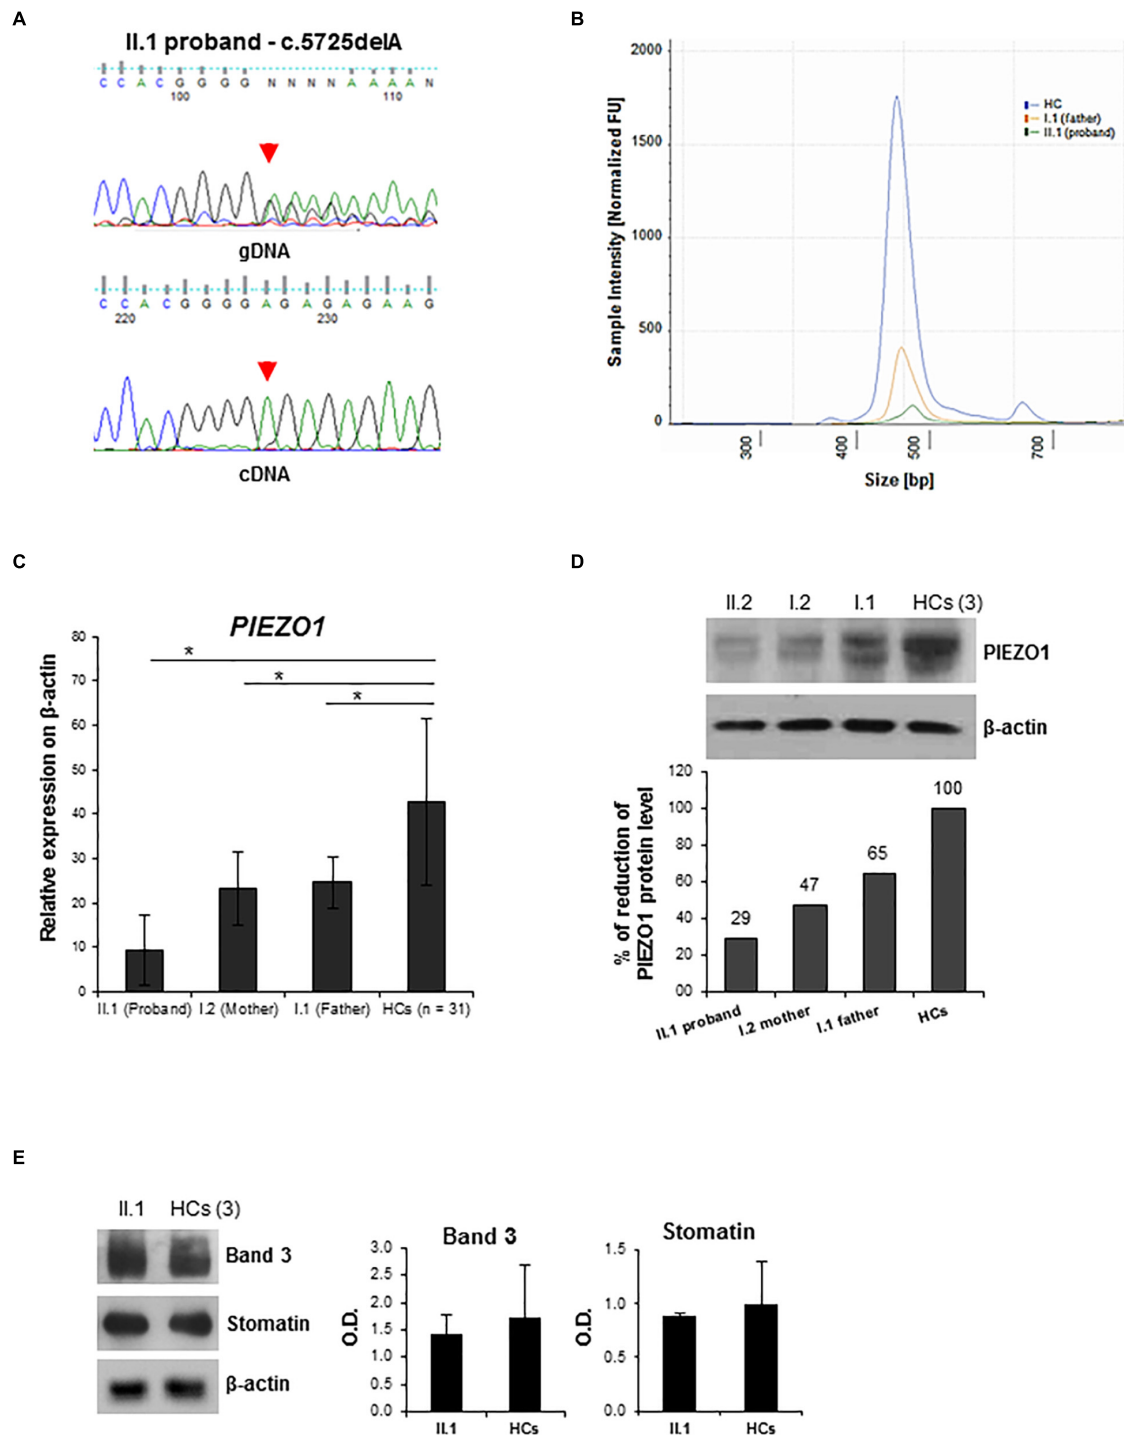 A
II.1 proband - c.5725delA
C C A C G G G G N N N N A A A A N
100 110
gDNA
C C A C G G G G A G A G A G A A G
220 230
cDNA
B
Sample Intensity [Normalized FU]
2000
1500
1000
500
0
HC
I.1 (father)
II.1 (proband)
300 400 500 700
Size [bp]
C
PIEZO1
Relative expression on β-actin
80
70
60
50
40
30
20
10
0
* * *
II.1 (Proband) I.2 (Mother) I.1 (Father) HCs (n = 31)
D
II.2 I.2 I.1 HCs (3)
PIEZO1
β-actin
% of reduction of
PIEZO1 protein level
120
100
80
60
40
20
00
29 47 65 100
II.1 proband I.2 mother I.1 father HCs
E
II.1 HCs (3)
Band 3
Stomatin
β-actin
Band 3
O.D.
3.0
2.5
2.0
1.5
1.0
0.5
0.0
II.1 HCs
Stomatin
O.D.
1.5
1.0
0.5
0.0
II.1 HCs